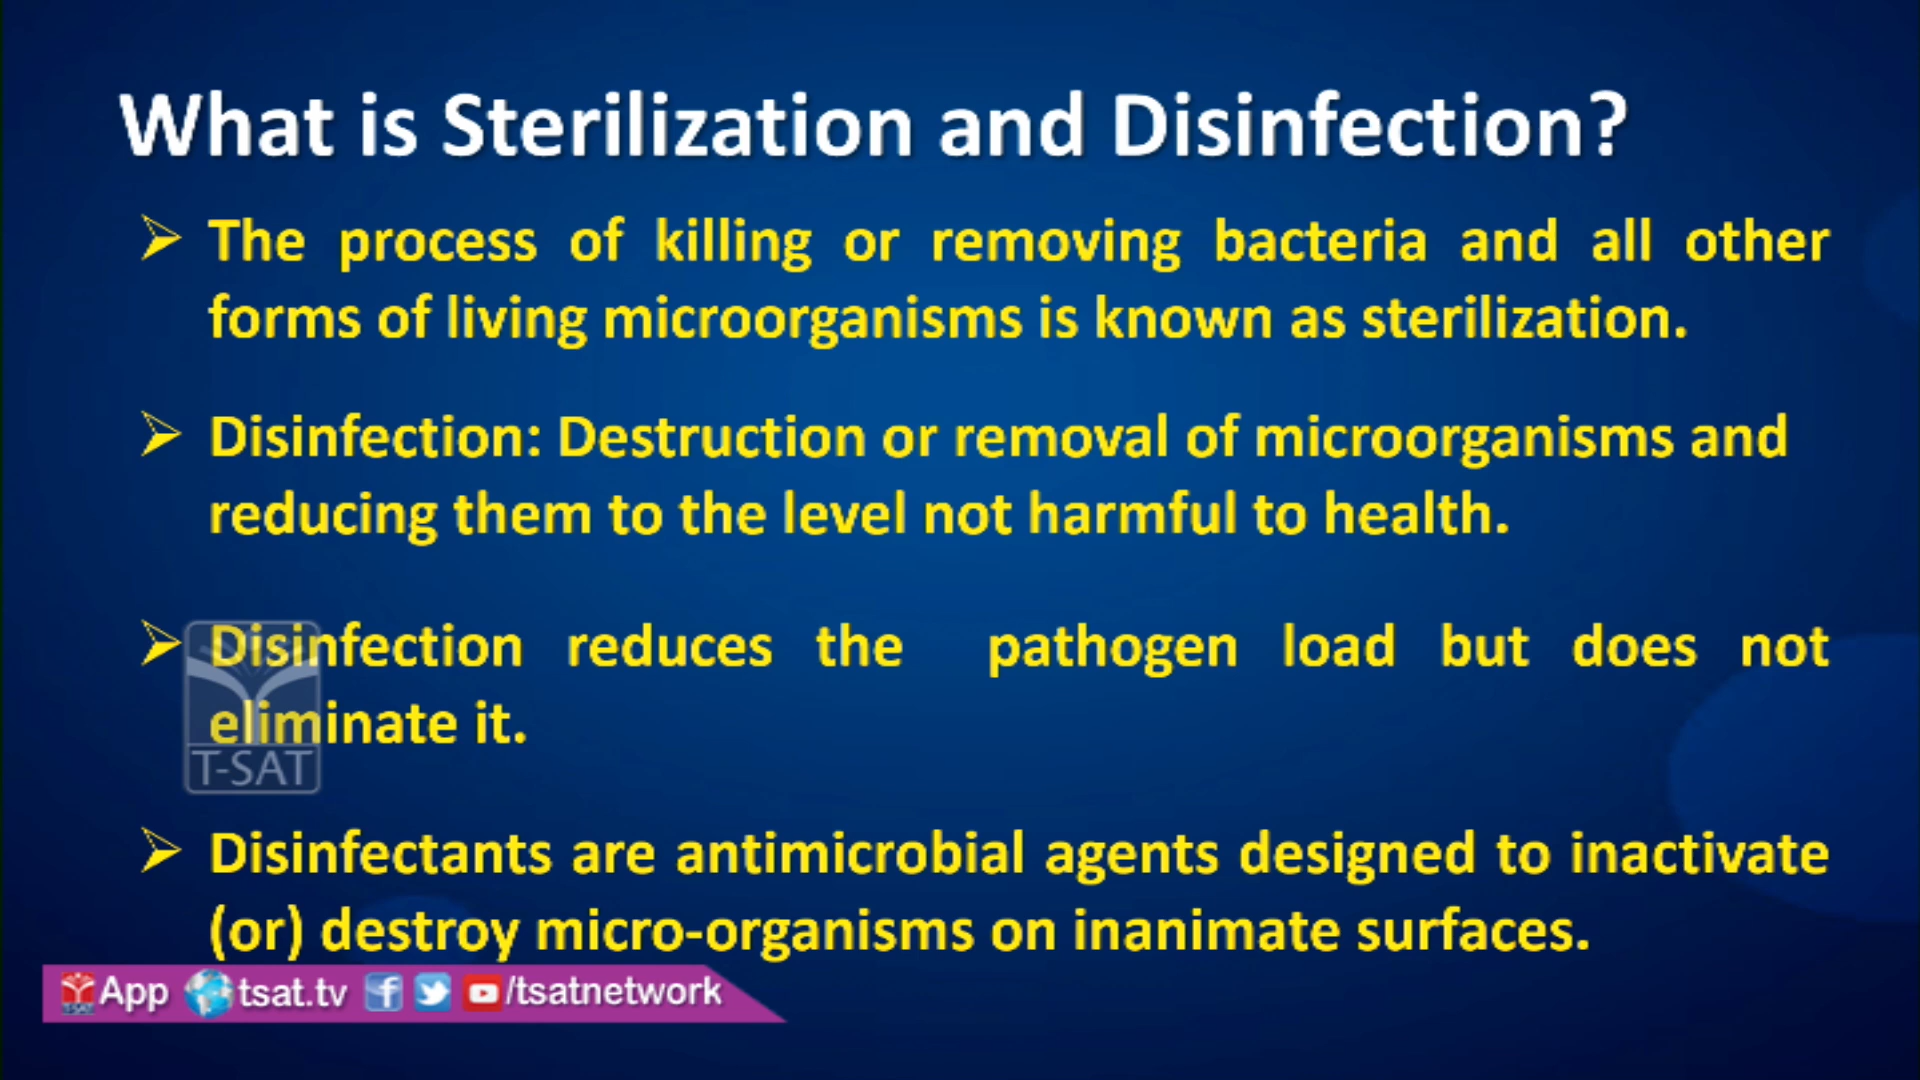 What is Sterilization and Disinfection?
The process of killing or removing bacteria and all other
forms of living microorganisms is known as sterilization.
Disinfection: Destruction or removal of microorganisms and
reducing them to the level not harmful to health.
Disinfection reduces the pathogen load but does not
eliminate it.
T-SAT
Disinfectants are antimicrobial agents designed to inactivate
(or) destroy micro-organisms on inanimate surfaces.
T-SAT App tsat.tv /tsatnetwork